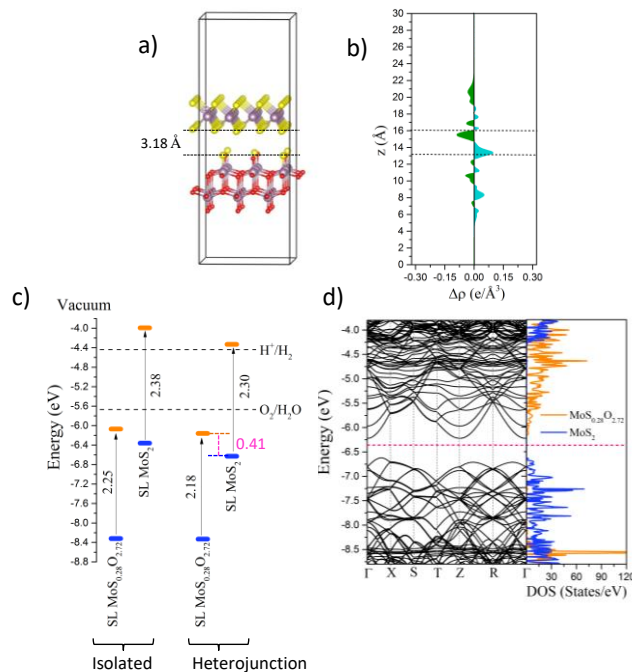 a)
3.18 Å
b)
30
28
26
24
22
20
18
16
14
12
10
8
6
4
2
0
z (Å)
-0.30
-0.15
0.00
0.15
0.30
Δρ (e/Å³)
c)
Vacuum
-4.0
-4.4
-4.8
-5.2
-5.6
-6.0
-6.4
-6.8
-7.2
-7.6
-8.0
-8.4
-8.8
Energy (eV)
H⁺/H₂
O₂/H₂O
2.25
SL MoS₀.₂₈O₂.₇₂
2.38
SL MoS₂
2.18
SL MoS₀.₂₈O₂.₇₂
0.41
2.30
SL MoS₂
Isolated
Heterojunction
d)
-4.0
-4.5
-5.0
-5.5
-6.0
-6.5
-7.0
-7.5
-8.0
-8.5
Energy (eV)
Γ X S T Z R Γ
MoS₀.₂₈O₂.₇₂
MoS₂
30 60 90 120
DOS (States/eV)